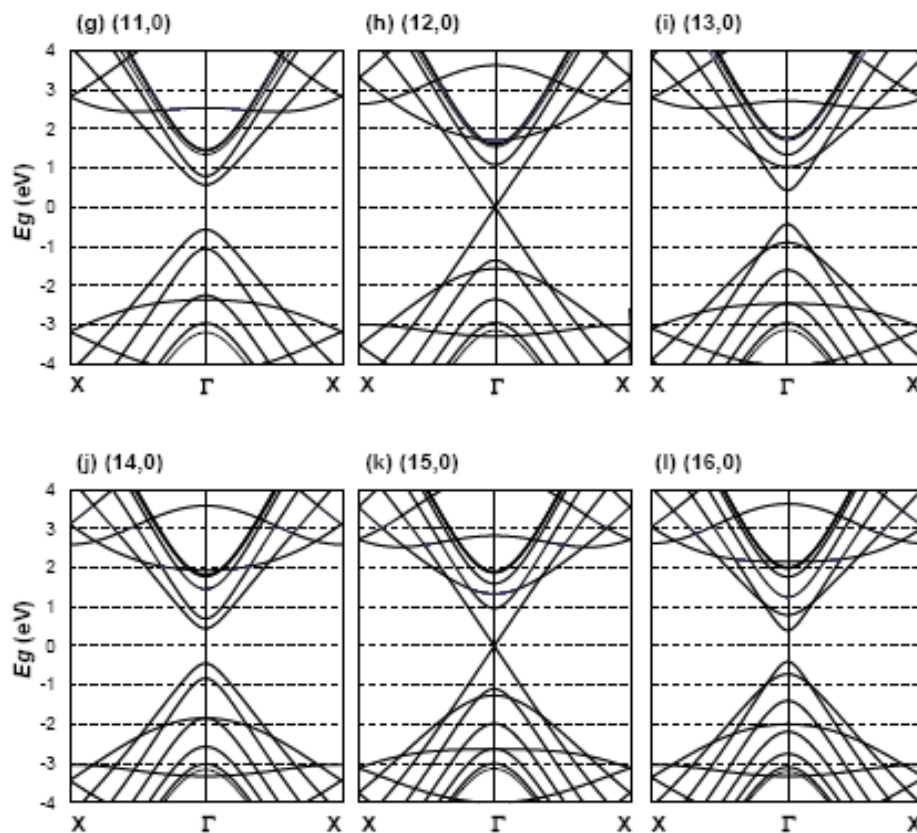 (g) (11,0)
(h) (12,0)
(i) (13,0)
Eg (eV)
4
3
2
1
0
-1
-2
-3
-4
X Γ X
X Γ X
X Γ X
(j) (14,0)
(k) (15,0)
(l) (16,0)
Eg (eV)
4
3
2
1
0
-1
-2
-3
-4
X Γ X
X Γ X
X Γ X